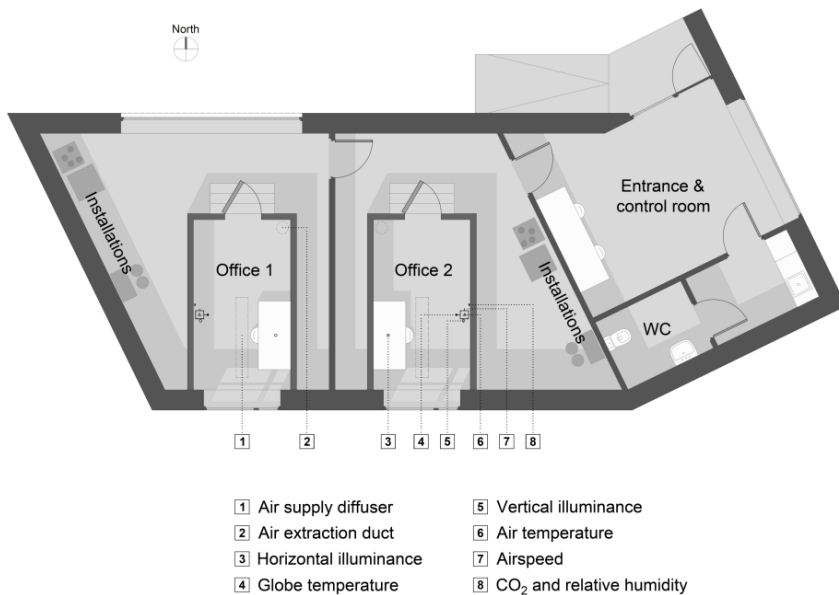 North
Entrance &
control room
Installations
Office 1
Office 2
Installations
WC
1
2
3
4
5
6
7
8
1 Air supply diffuser
2 Air extraction duct
3 Horizontal illuminance
4 Globe temperature
5 Vertical illuminance
6 Air temperature
7 Airspeed
8 CO₂ and relative humidity